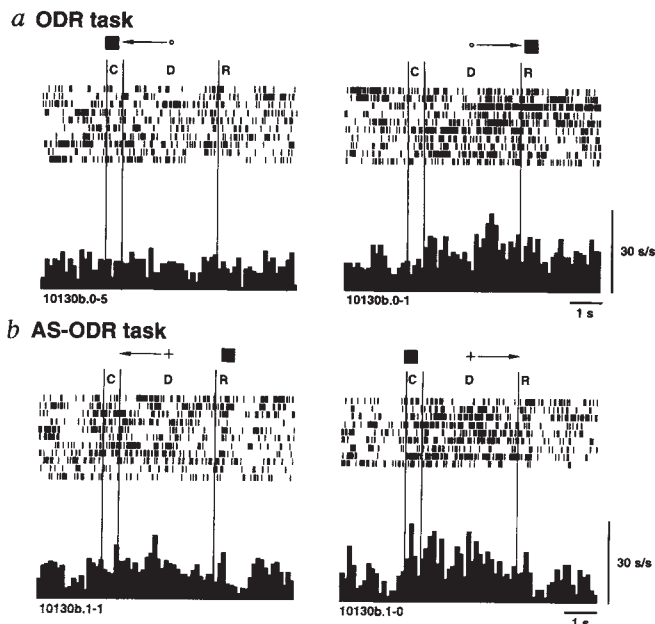 a ODR task
C D R
C D R
30 s/s
10130b.0-5
10130b.0-1
1 s
b AS-ODR task
C D R
C D R
30 s/s
10130b.1-1
10130b.1-0
1 s